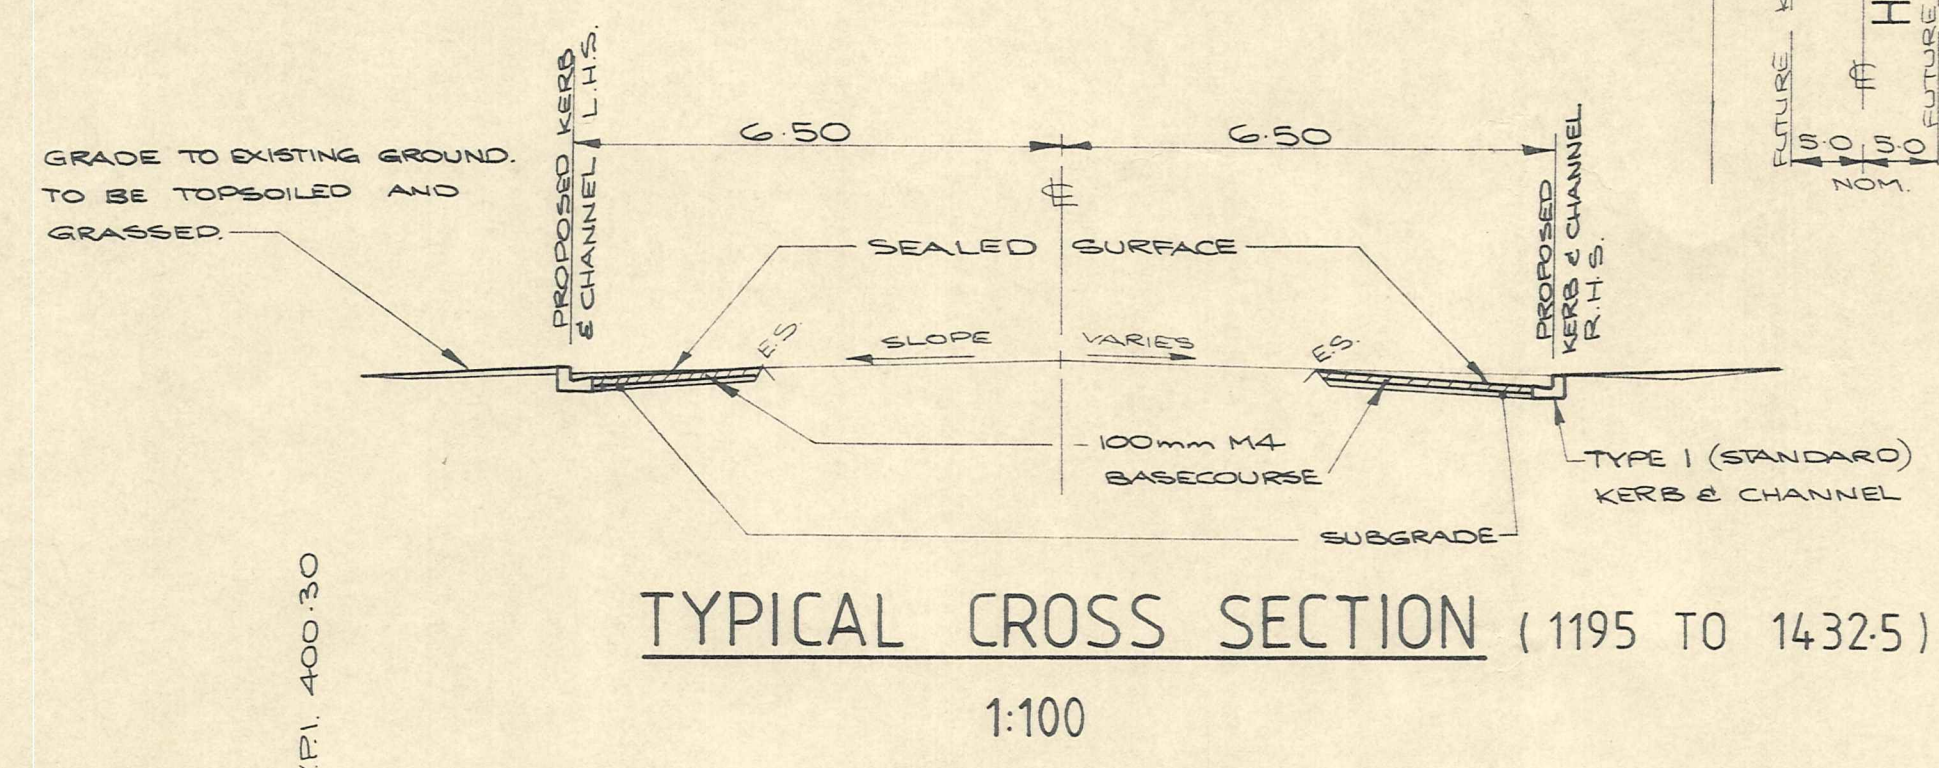 GRADE TO EXISTING GROUND.
TO BE TOPSOILED AND
GRASSED.
PROPOSED KERB
& CHANNEL L.H.S.
6.50
6.50
℄
PROPOSED
KERB & CHANNEL
R.H.S.
SEALED SURFACE
E.S.
SLOPE VARIES
E.S.
100mm M4
BASECOURSE
SUBGRADE
TYPE 1 (STANDARD)
KERB & CHANNEL
TYPICAL CROSS SECTION (1195 TO 1432.5)
1:100
400.30
FUTURE
℄
FUTURE
5.0 5.0
NOM.